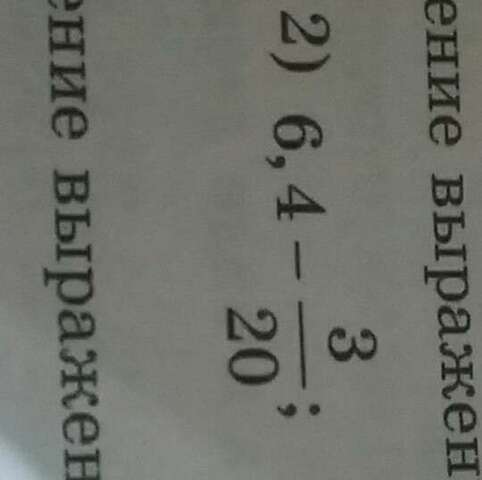 ение выражен
2) 6,4 − 3/20;
ение выражен